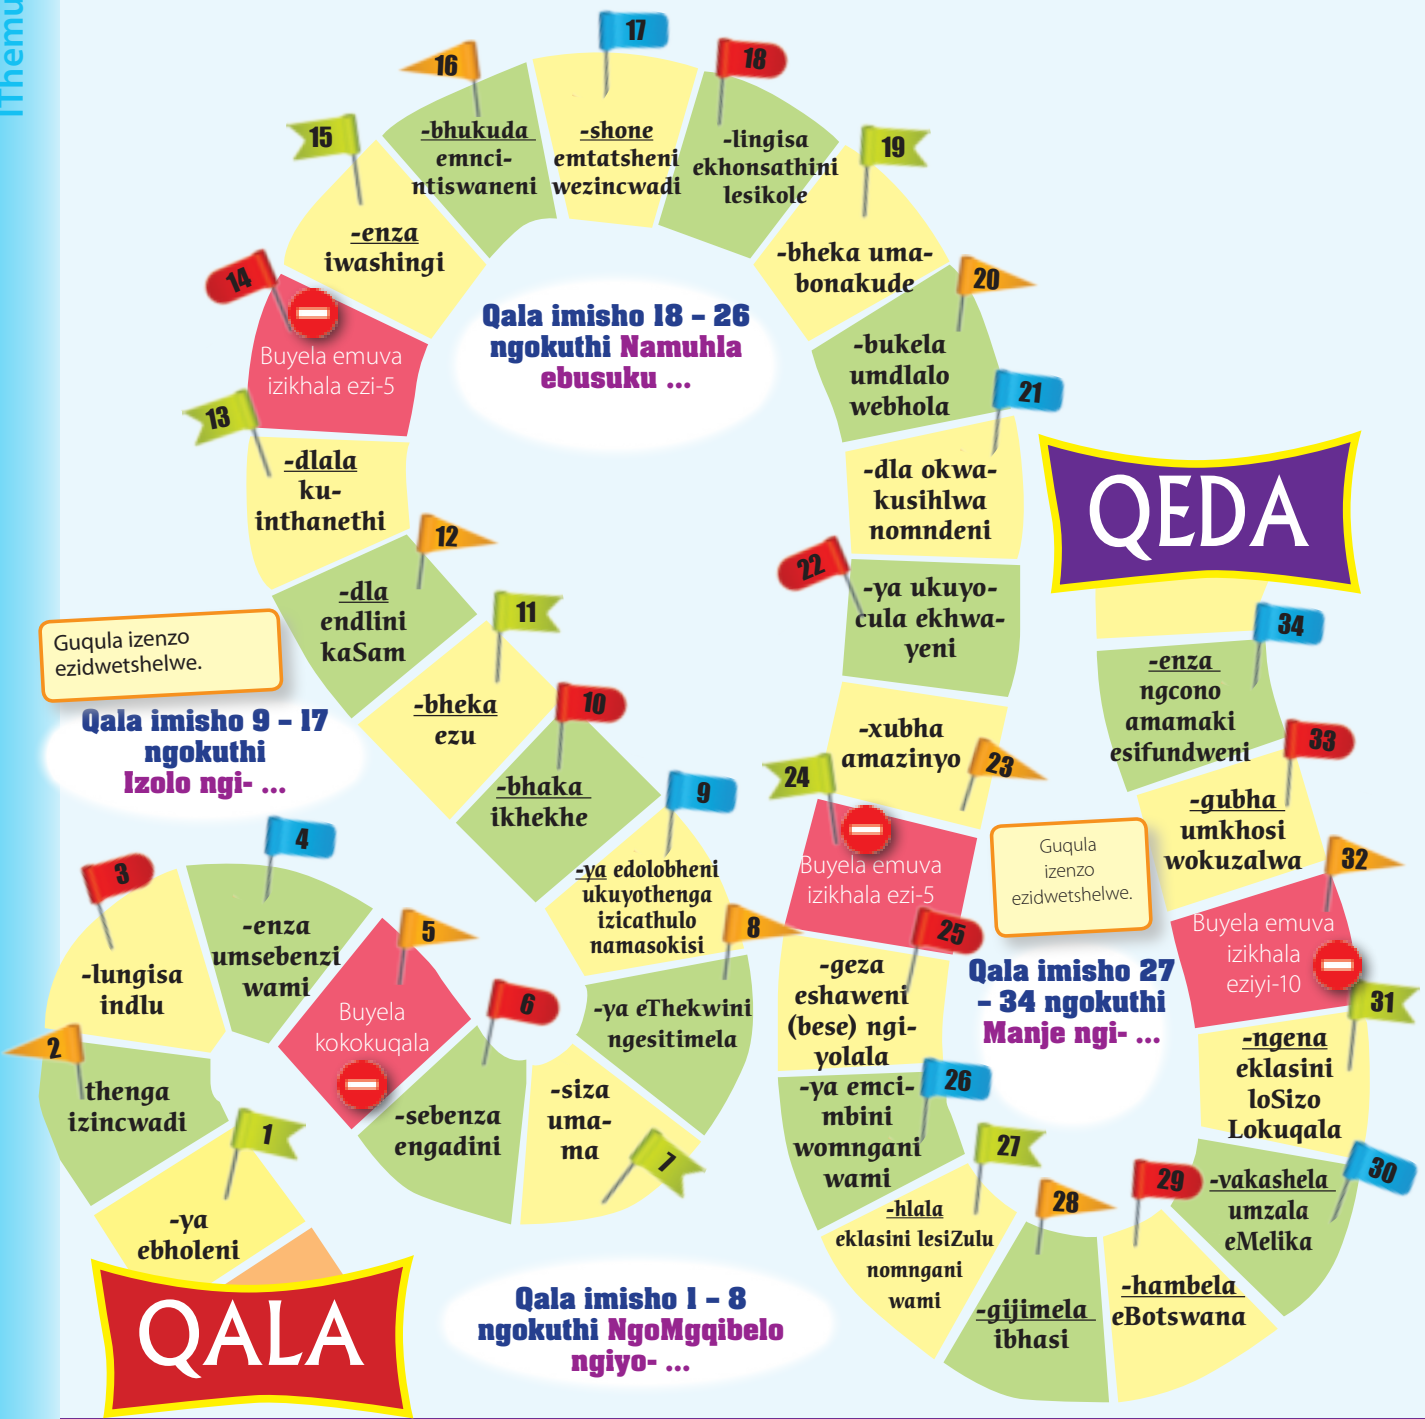 IThemu
QALA
1
-ya
ebholeni
2
thenga
izincwadi
3
-lungisa
indlu
4
-enza
umsebenzi
wami
5
Buyela
kokokuqala
6
-sebenza
engadini
7
-siza
uma-
ma
8
-ya eThekwini
ngesitimela
9
-ya edolobheni
ukuyothenga
izicathulo
namasokisi
10
-bhaka
ikhekhe
11
-bheka
ezu
12
-dla
endlini
kaSam
13
-dlala
ku-
inthanethi
14
Buyela emuva
izikhala ezi-5
15
-enza
iwashingi
16
-bhukuda
emnci-
ntiswaneni
17
-shone
emtatsheni
wezincwadi
18
-lingisa
ekhonsathini
lesikole
19
-bheka uma-
bonakude
20
-bukela
umdlalo
webhola
21
-dla okwa-
kusihlwa
nomndeni
22
-ya ukuyo-
cula ekhwa-
yeni
23
-xubha
amazinyo
24
Buyela emuva
izikhala ezi-5
25
-geza
eshaweni
(bese) ngi-
yolala
26
-ya emci-
mbini
womngani
wami
27
-hlala
eklasini lesiZulu
nomngani
wami
28
-gijimela
ibhasi
29
-hambela
eBotswana
30
-vakashela
umzala
eMelika
31
-ngena
eklasini
loSizo
Lokuqala
32
Buyela emuva
izikhala
eziyi-10
33
-gubha
umkhosi
wokuzalwa
34
-enza
ngcono
amamaki
esifundweni
QEDA
Qala imisho 18 – 26
ngokuthi Namuhla
ebusuku ...
Guqula izenzo
ezidwetshelwe.
Qala imisho 9 – 17
ngokuthi
Izolo ngi- ...
Guqula
izenzo
ezidwetshelwe.
Qala imisho 27
– 34 ngokuthi
Manje ngi- ...
Qala imisho 1 – 8
ngokuthi NgoMgqibelo
ngiyo- ...